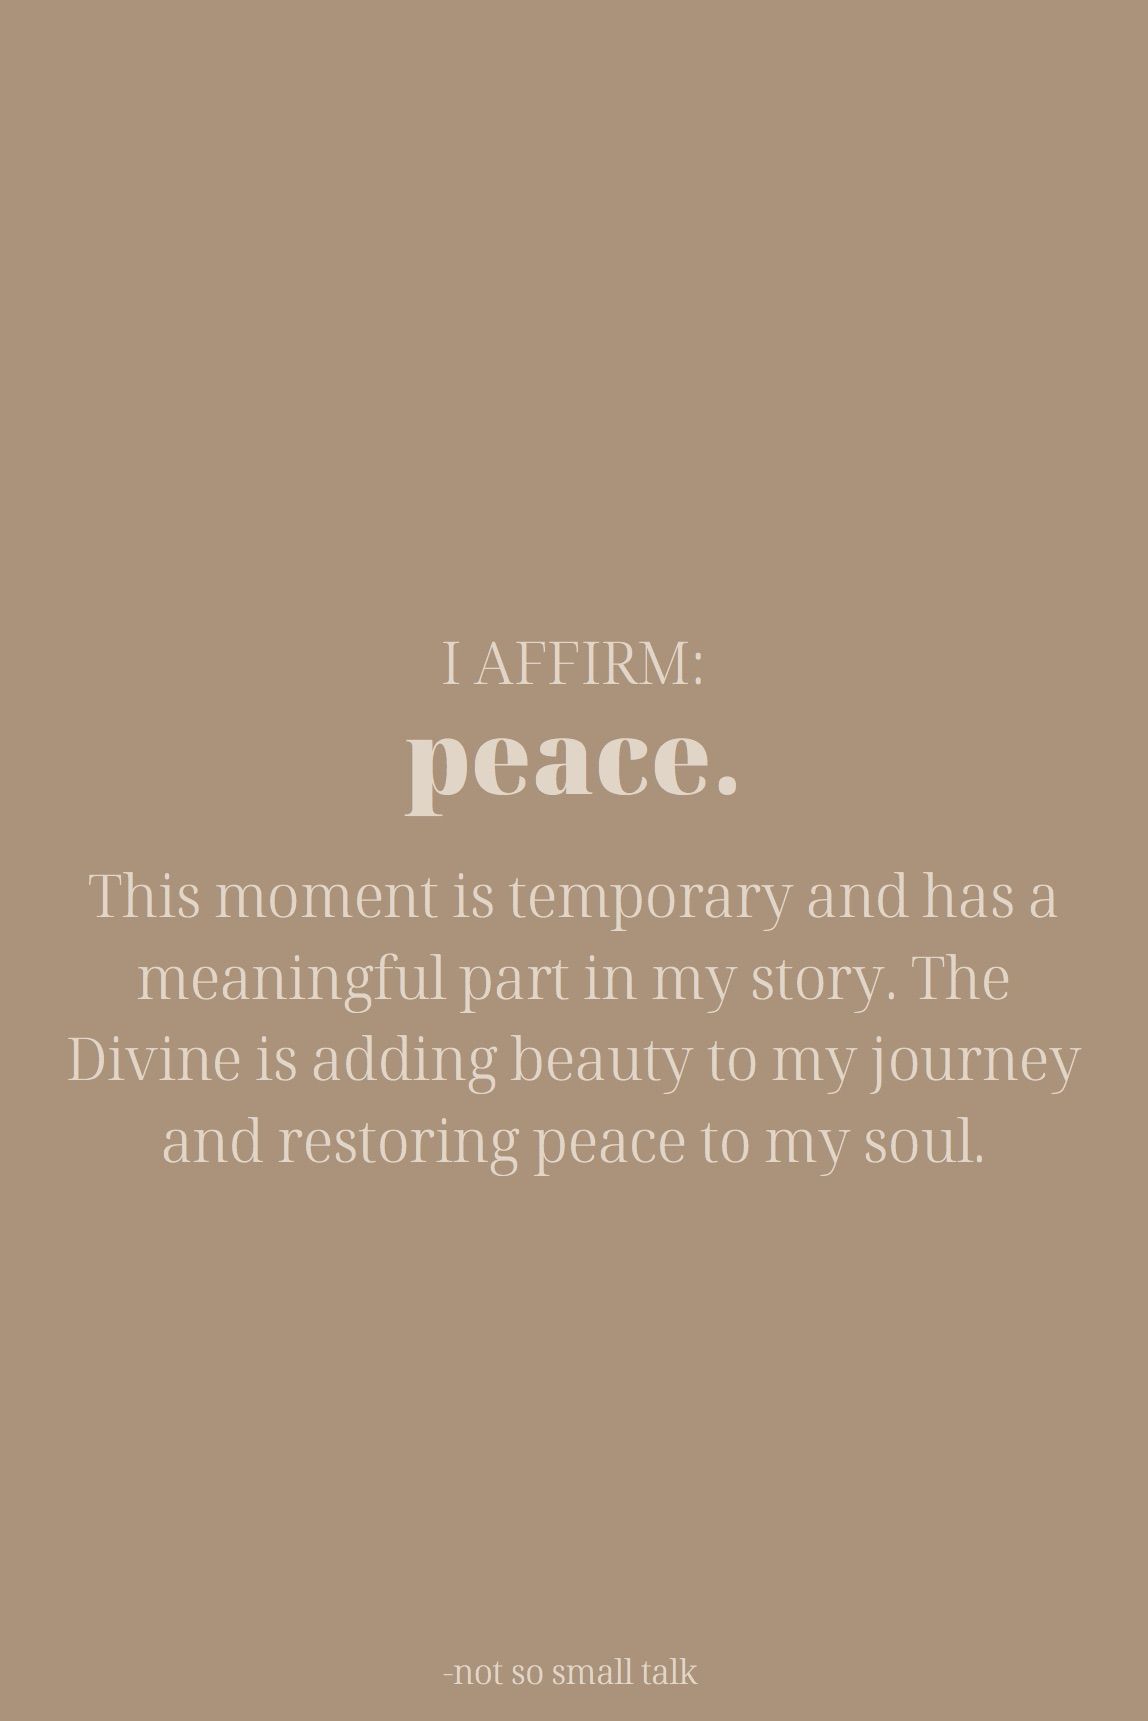 I AFFIRM:
peace.
This moment is temporary and has a
meaningful part in my story. The
Divine is adding beauty to my journey
and restoring peace to my soul.
-not so small talk